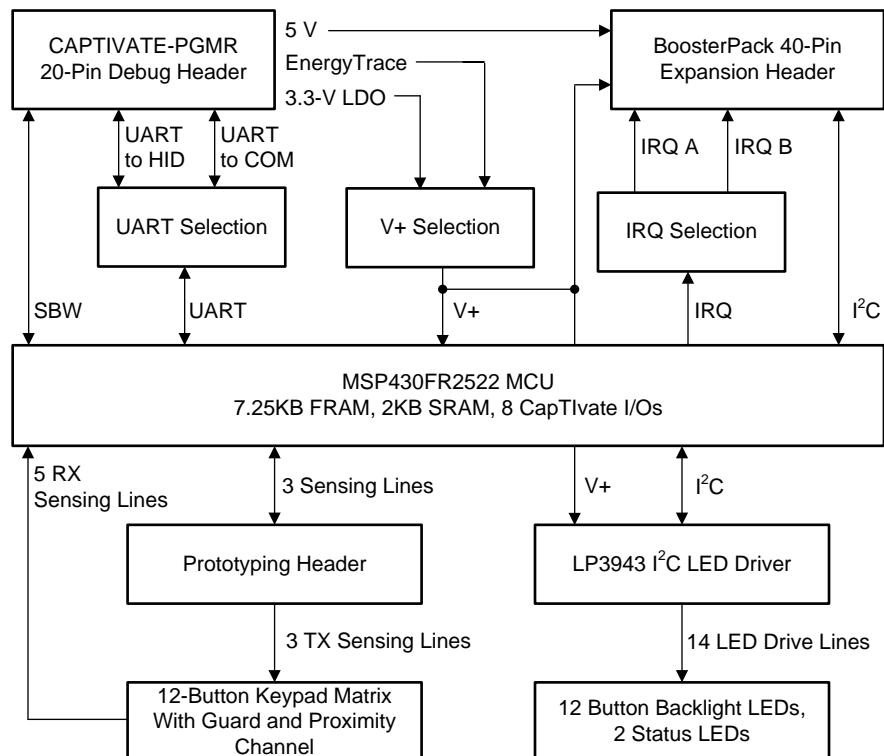 CAPTIVATE-PGMR
20-Pin Debug Header
5 V
EnergyTrace
3.3-V LDO
BoosterPack 40-Pin
Expansion Header
UART
to HID
UART
to COM
IRQ A
IRQ B
UART Selection
V+ Selection
IRQ Selection
SBW
UART
V+
IRQ
I²C
MSP430FR2522 MCU
7.25KB FRAM, 2KB SRAM, 8 CapTIvate I/Os
5 RX
Sensing Lines
3 Sensing Lines
V+
I²C
Prototyping Header
LP3943 I²C LED Driver
3 TX Sensing Lines
14 LED Drive Lines
12-Button Keypad Matrix
With Guard and Proximity
Channel
12 Button Backlight LEDs,
2 Status LEDs